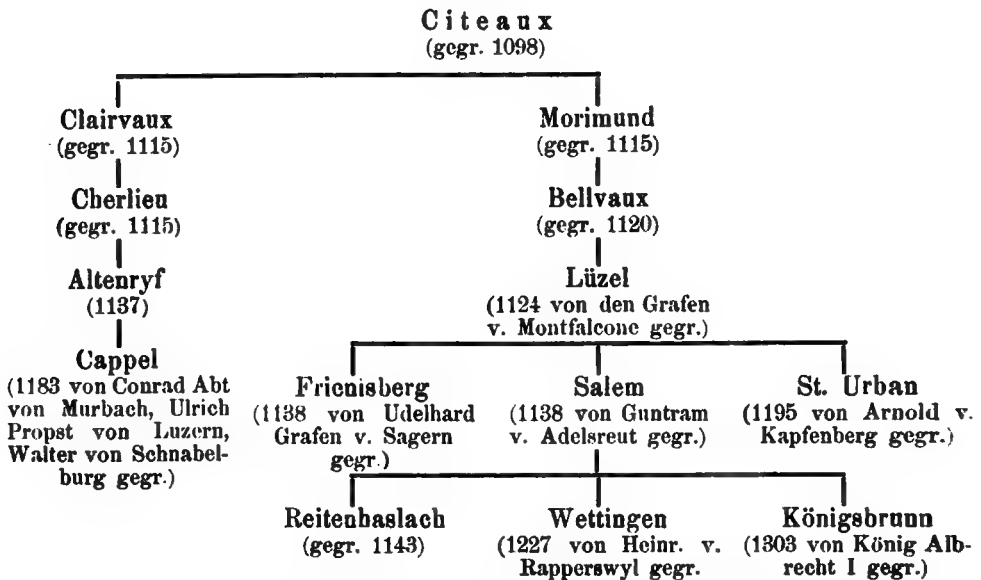 Citeaux
(gegr. 1098)
Clairvaux
(gegr. 1115)
Morimund
(gegr. 1115)
Cherlieu
(gegr. 1115)
Bellvaux
(gegr. 1120)
Altenryf
(1137)
Lüzel
(1124 von den Grafen
v. Montfalcone gegr.)
Cappel
(1183 von Conrad Abt
von Murbach, Ulrich
Propst von Luzern,
Walter von Schnabel-
burg gegr.)
Frienisberg
(1138 von Udelhard
Grafen v. Sagern
gegr.)
Salem
(1138 von Guntram
v. Adelsreut gegr.)
St. Urban
(1195 von Arnold v.
Kapfenberg gegr.)
Reitenhaslach
(gegr. 1143)
Wettingen
(1227 von Heinr. v.
Rapperswyl gegr.
Königsbrunn
(1303 von König Alb-
recht I gegr.)